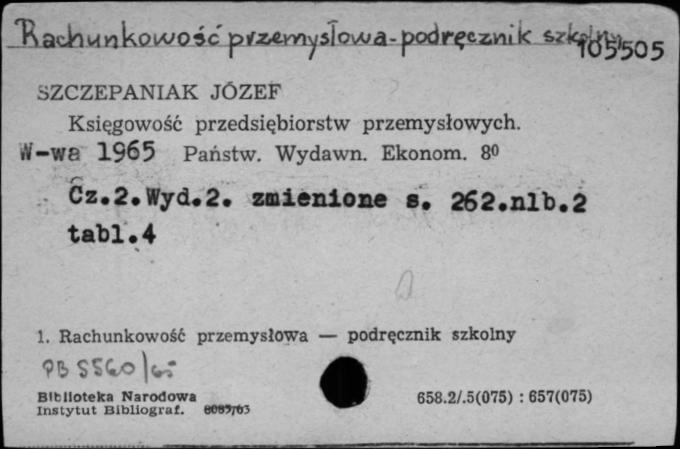 Rachunkowość przemysłowa - podręcznik szkolny
105505
SZCZEPANIAK JÓZEF
Księgowość przedsiębiorstw przemysłowych.
W-wa 1965 Państw. Wydawn. Ekonom. 8⁰
Cz.2.Wyd.2. zmienione s. 262.nlb.2
tabl.4
1. Rachunkowość przemysłowa — podręcznik szkolny
PB 5560/65
Biblioteka Narodowa
Instytut Bibliograf.
658.2/.5(075) : 657(075)